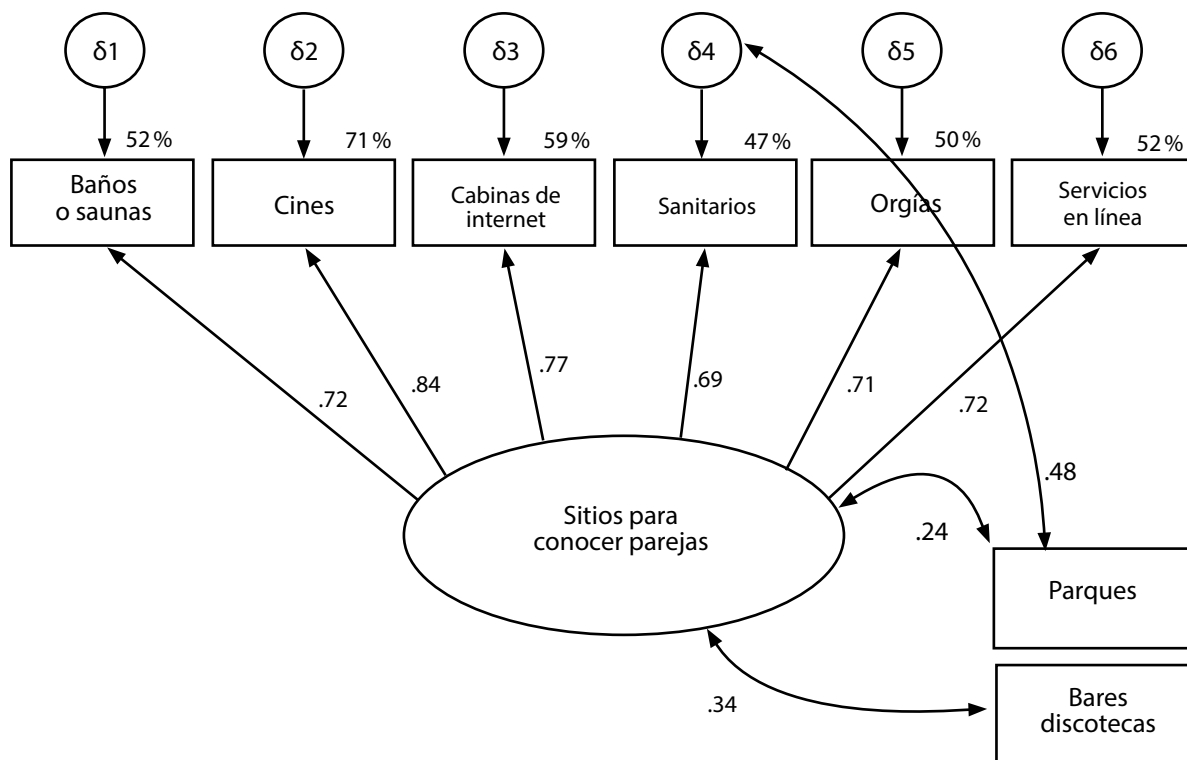 δ1
δ2
δ3
δ4
δ5
δ6
52%
71%
59%
47%
50%
52%
Baños
o saunas
Cines
Cabinas de
internet
Sanitarios
Orgías
Servicios
en línea
.72
.84
.77
.69
.71
.72
.48
Sitios para
conocer parejas
.24
Parques
.34
Bares
discotecas